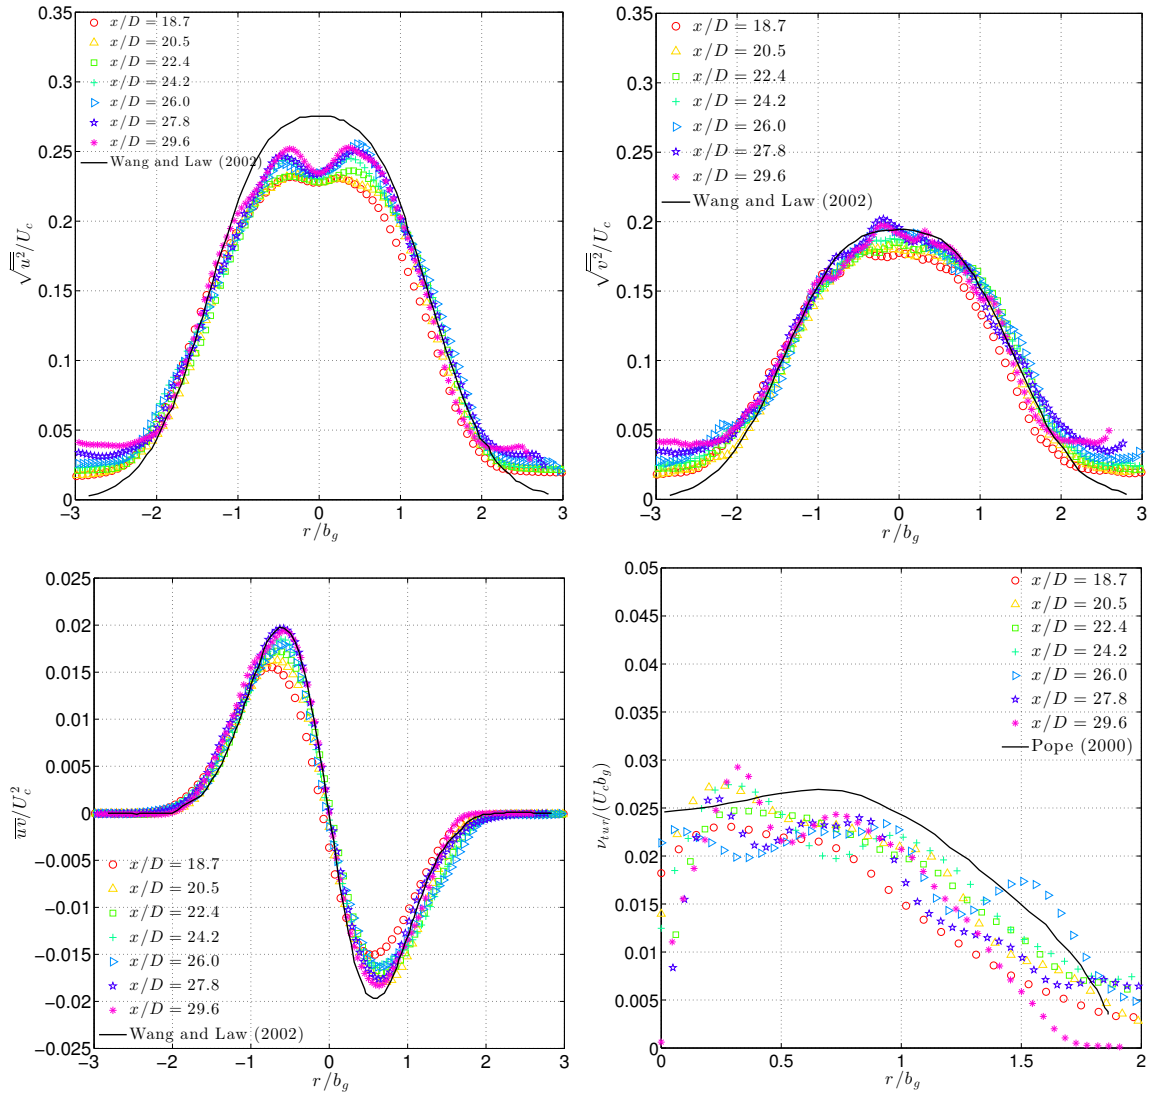 0.35
0.3
0.25
0.2
0.15
0.1
0.05
0
√u²/U_c
x/D = 18.7
x/D = 20.5
x/D = 22.4
x/D = 24.2
x/D = 26.0
x/D = 27.8
x/D = 29.6
Wang and Law (2002)
−3 −2 −1 0 1 2 3
r/b_g
0.35
0.3
0.25
0.2
0.15
0.1
0.05
0
√v²/U_c
x/D = 18.7
x/D = 20.5
x/D = 22.4
x/D = 24.2
x/D = 26.0
x/D = 27.8
x/D = 29.6
Wang and Law (2002)
−3 −2 −1 0 1 2 3
r/b_g
0.025
0.02
0.015
0.01
0.005
0
−0.005
−0.01
−0.015
−0.02
−0.025
uv/U_c²
x/D = 18.7
x/D = 20.5
x/D = 22.4
x/D = 24.2
x/D = 26.0
x/D = 27.8
x/D = 29.6
Wang and Law (2002)
−3 −2 −1 0 1 2 3
r/b_g
0.05
0.045
0.04
0.035
0.03
0.025
0.02
0.015
0.01
0.005
0
ν_tur/(U_c b_g)
x/D = 18.7
x/D = 20.5
x/D = 22.4
x/D = 24.2
x/D = 26.0
x/D = 27.8
x/D = 29.6
Pope (2000)
0 0.5 1 1.5 2
r/b_g